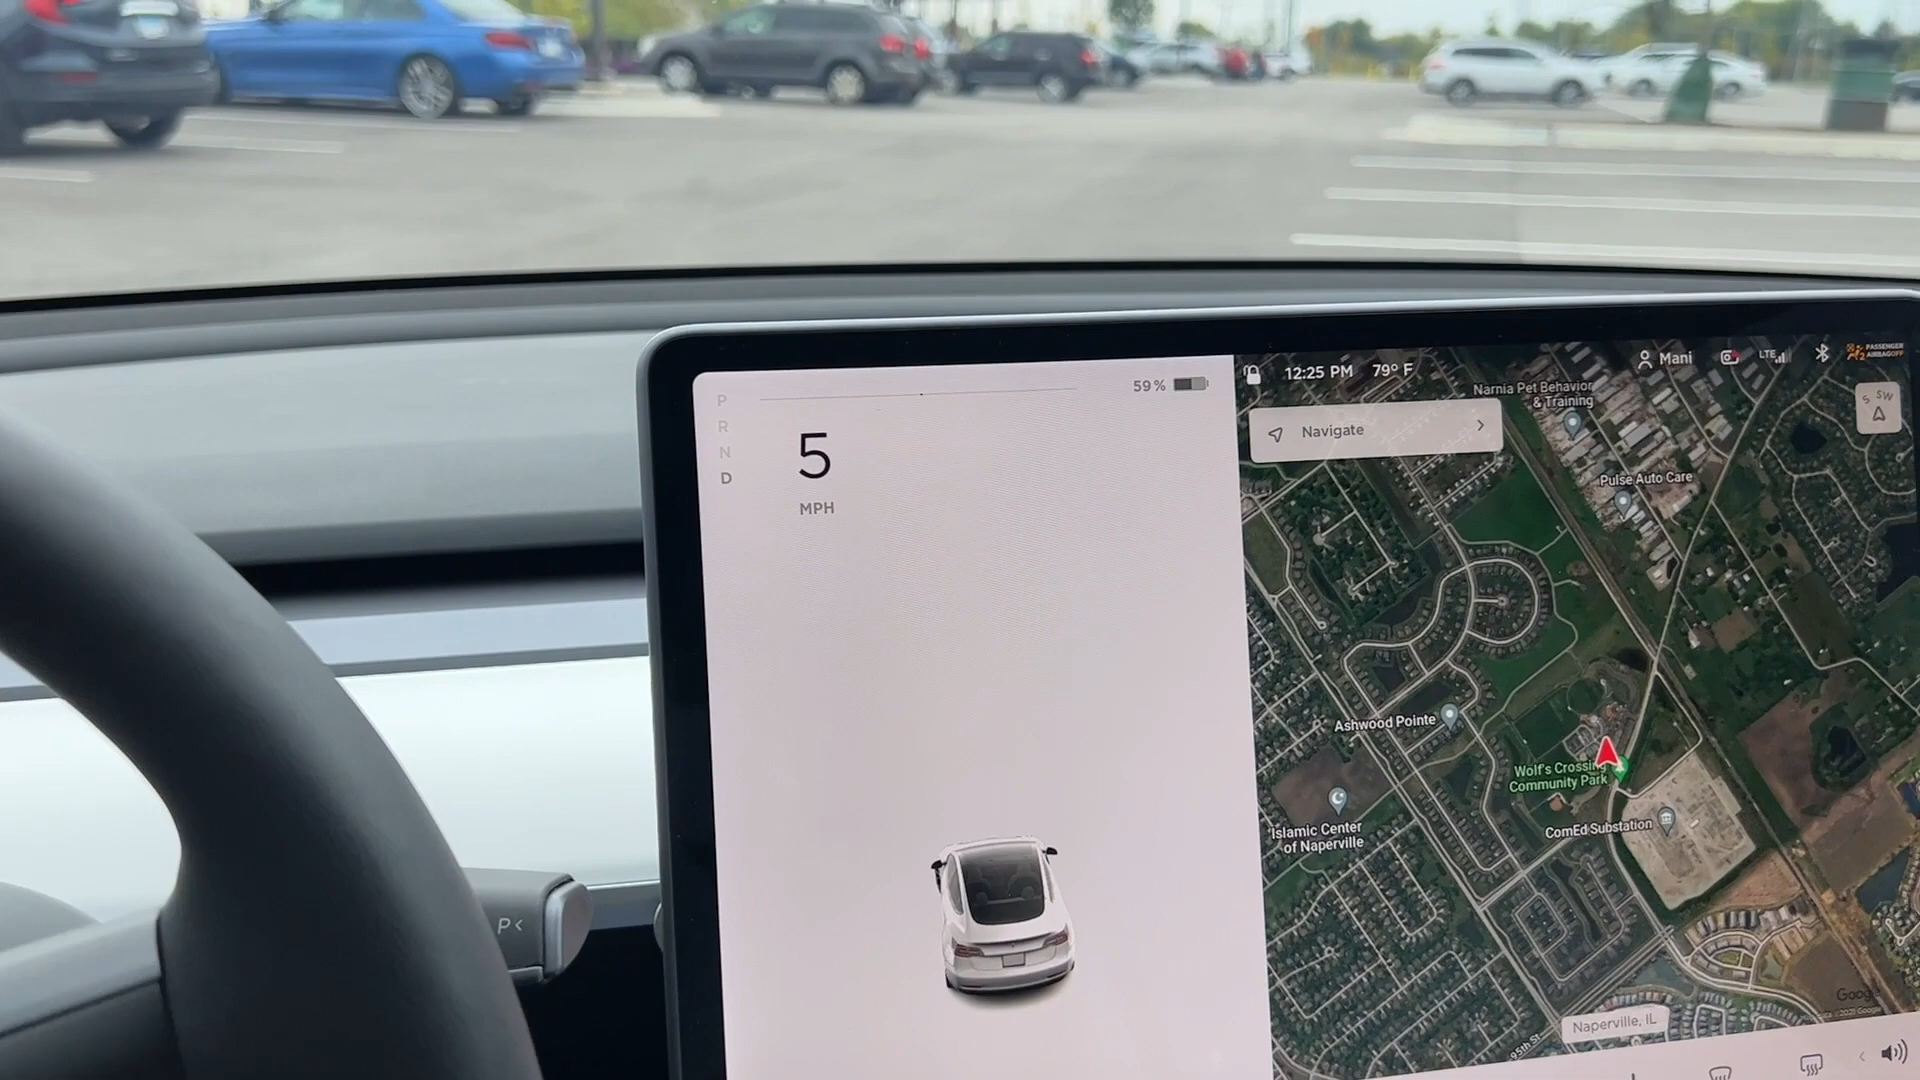 P
R
N
D
59 %
5
MPH
12:25 PM
79° F
Mani
LTE
PASSENGER
AIRBAG OFF
S SW
Navigate
Narnia Pet Behavior
& Training
Pulse Auto Care
Ashwood Pointe
Wolf's Crossing
Community Park
Islamic Center
of Naperville
ComEd Substation
Google
Naperville, IL
95th St
P<